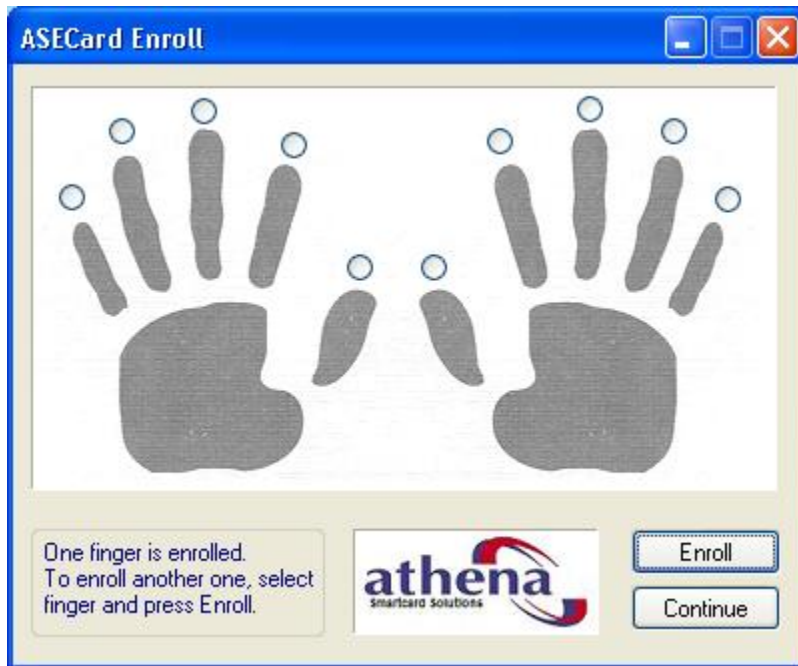 ASECard Enroll
One finger is enrolled.
To enroll another one, select
finger and press Enroll.
athena
Smartcard Solutions
Enroll
Continue